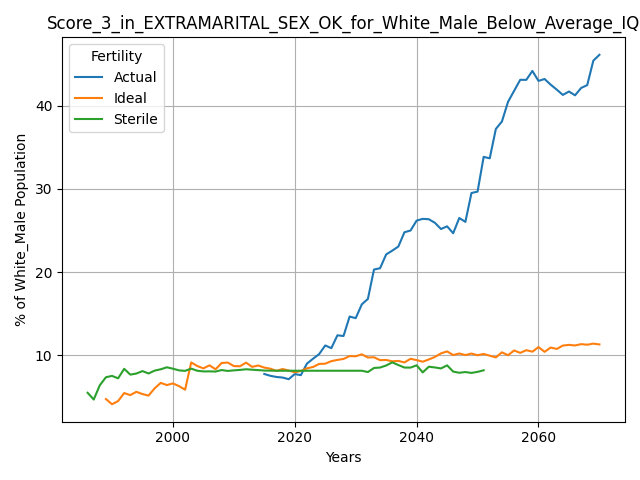 Score_3_in_EXTRAMARITAL_SEX_OK_for_White_Male_Below_Average_IQ
Fertility
Actual
Ideal
Sterile
% of White_Male Population
40
30
20
10
2000
2020
2040
2060
Years